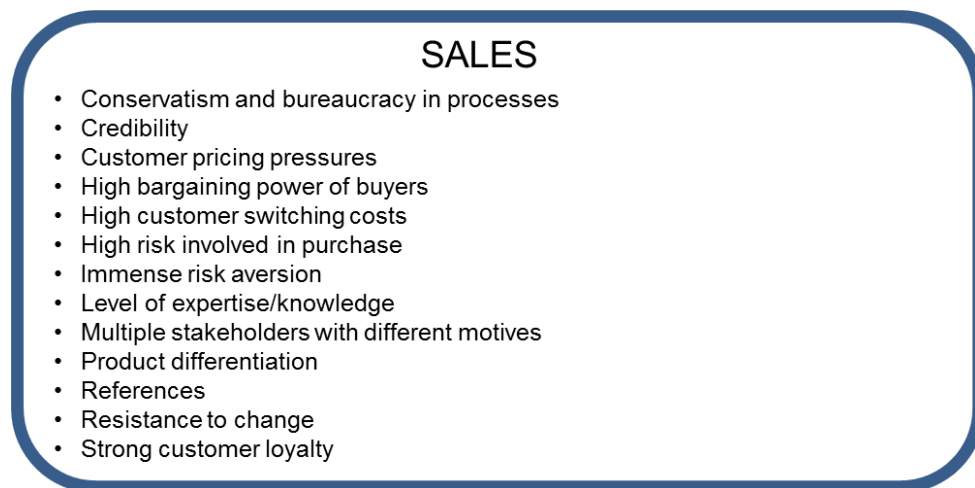 SALES
• Conservatism and bureaucracy in processes
• Credibility
• Customer pricing pressures
• High bargaining power of buyers
• High customer switching costs
• High risk involved in purchase
• Immense risk aversion
• Level of expertise/knowledge
• Multiple stakeholders with different motives
• Product differentiation
• References
• Resistance to change
• Strong customer loyalty